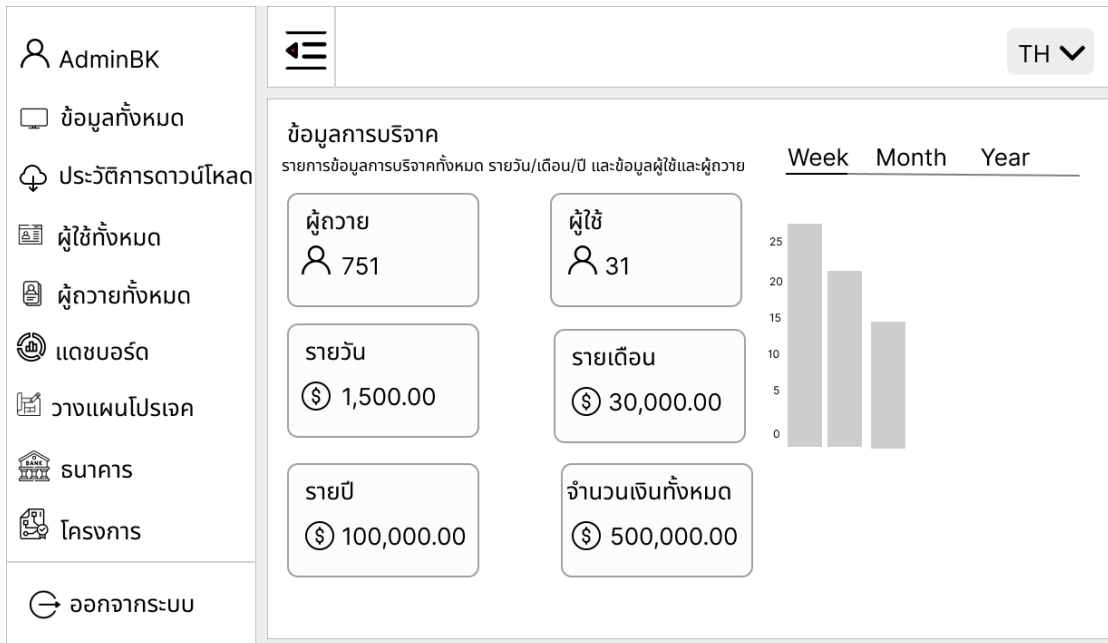 AdminBK
ข้อมูลทั้งหมด
ประวัติการดาวน์โหลด
ผู้ใช้ทั้งหมด
ผู้ถวายทั้งหมด
แดชบอร์ด
วางแผนโปรเจค
BANK
ธนาคาร
โครงการ
ออกจากระบบ
TH
ข้อมูลการบริจาค
รายการข้อมูลการบริจาคทั้งหมด รายวัน/เดือน/ปี และข้อมูลผู้ใช้และผู้ถวาย
ผู้ถวาย
751
ผู้ใช้
31
รายวัน
1,500.00
รายเดือน
30,000.00
รายปี
100,000.00
จำนวนเงินทั้งหมด
500,000.00
Week Month Year
25
20
15
10
5
0